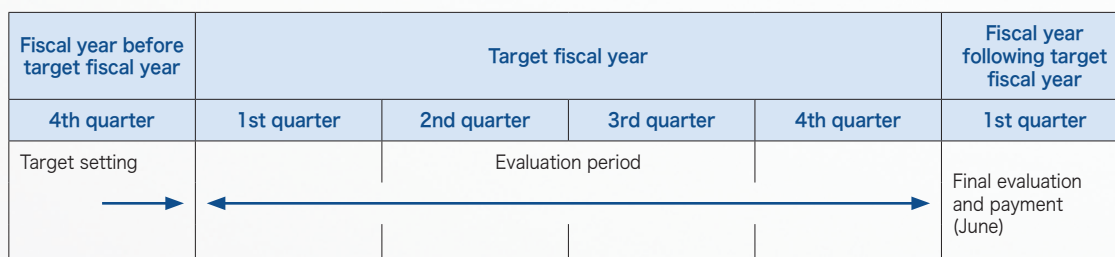 Fiscal year before
target fiscal year
Target fiscal year
Fiscal year
following target
fiscal year
4th quarter
1st quarter
2nd quarter
3rd quarter
4th quarter
1st quarter
Target setting
Evaluation period
Final evaluation
and payment
(June)